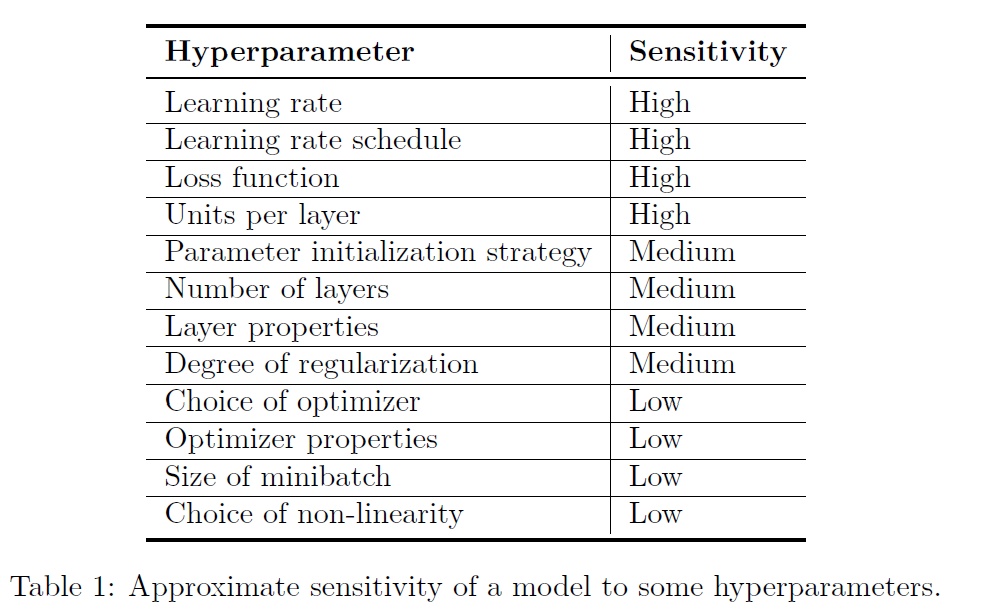 Hyperparameter Sensitivity
Learning rate High
Learning rate schedule High
Loss function High
Units per layer High
Parameter initialization strategy Medium
Number of layers Medium
Layer properties Medium
Degree of regularization Medium
Choice of optimizer Low
Optimizer properties Low
Size of minibatch Low
Choice of non-linearity Low
Table 1: Approximate sensitivity of a model to some hyperparameters.